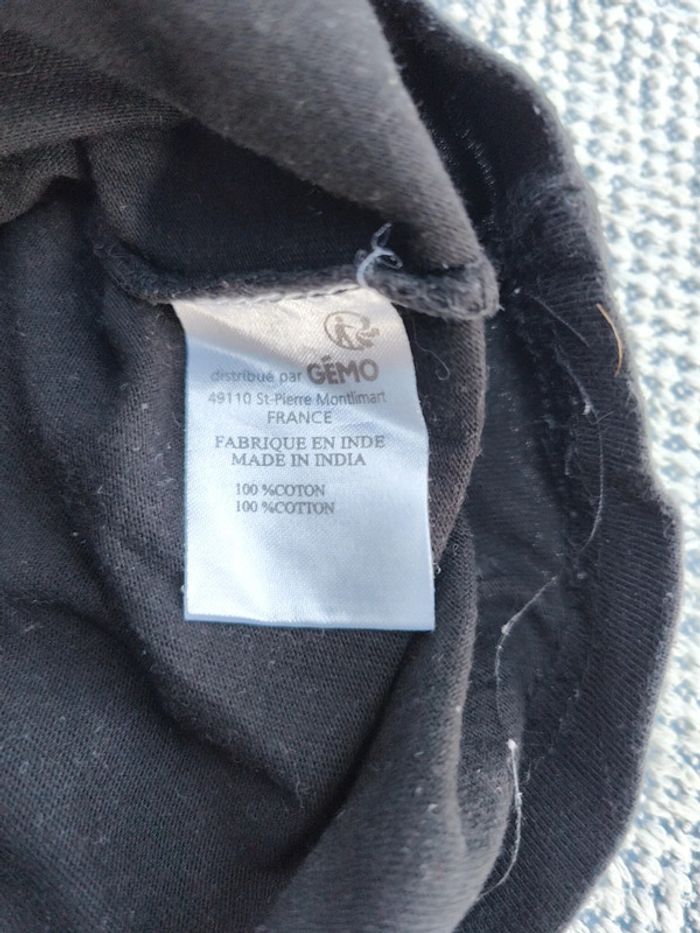 distribué par GÉMO
49110 St-Pierre Montlimart
FRANCE
FABRIQUE EN INDE
MADE IN INDIA
100 %COTON
100 %COTTON